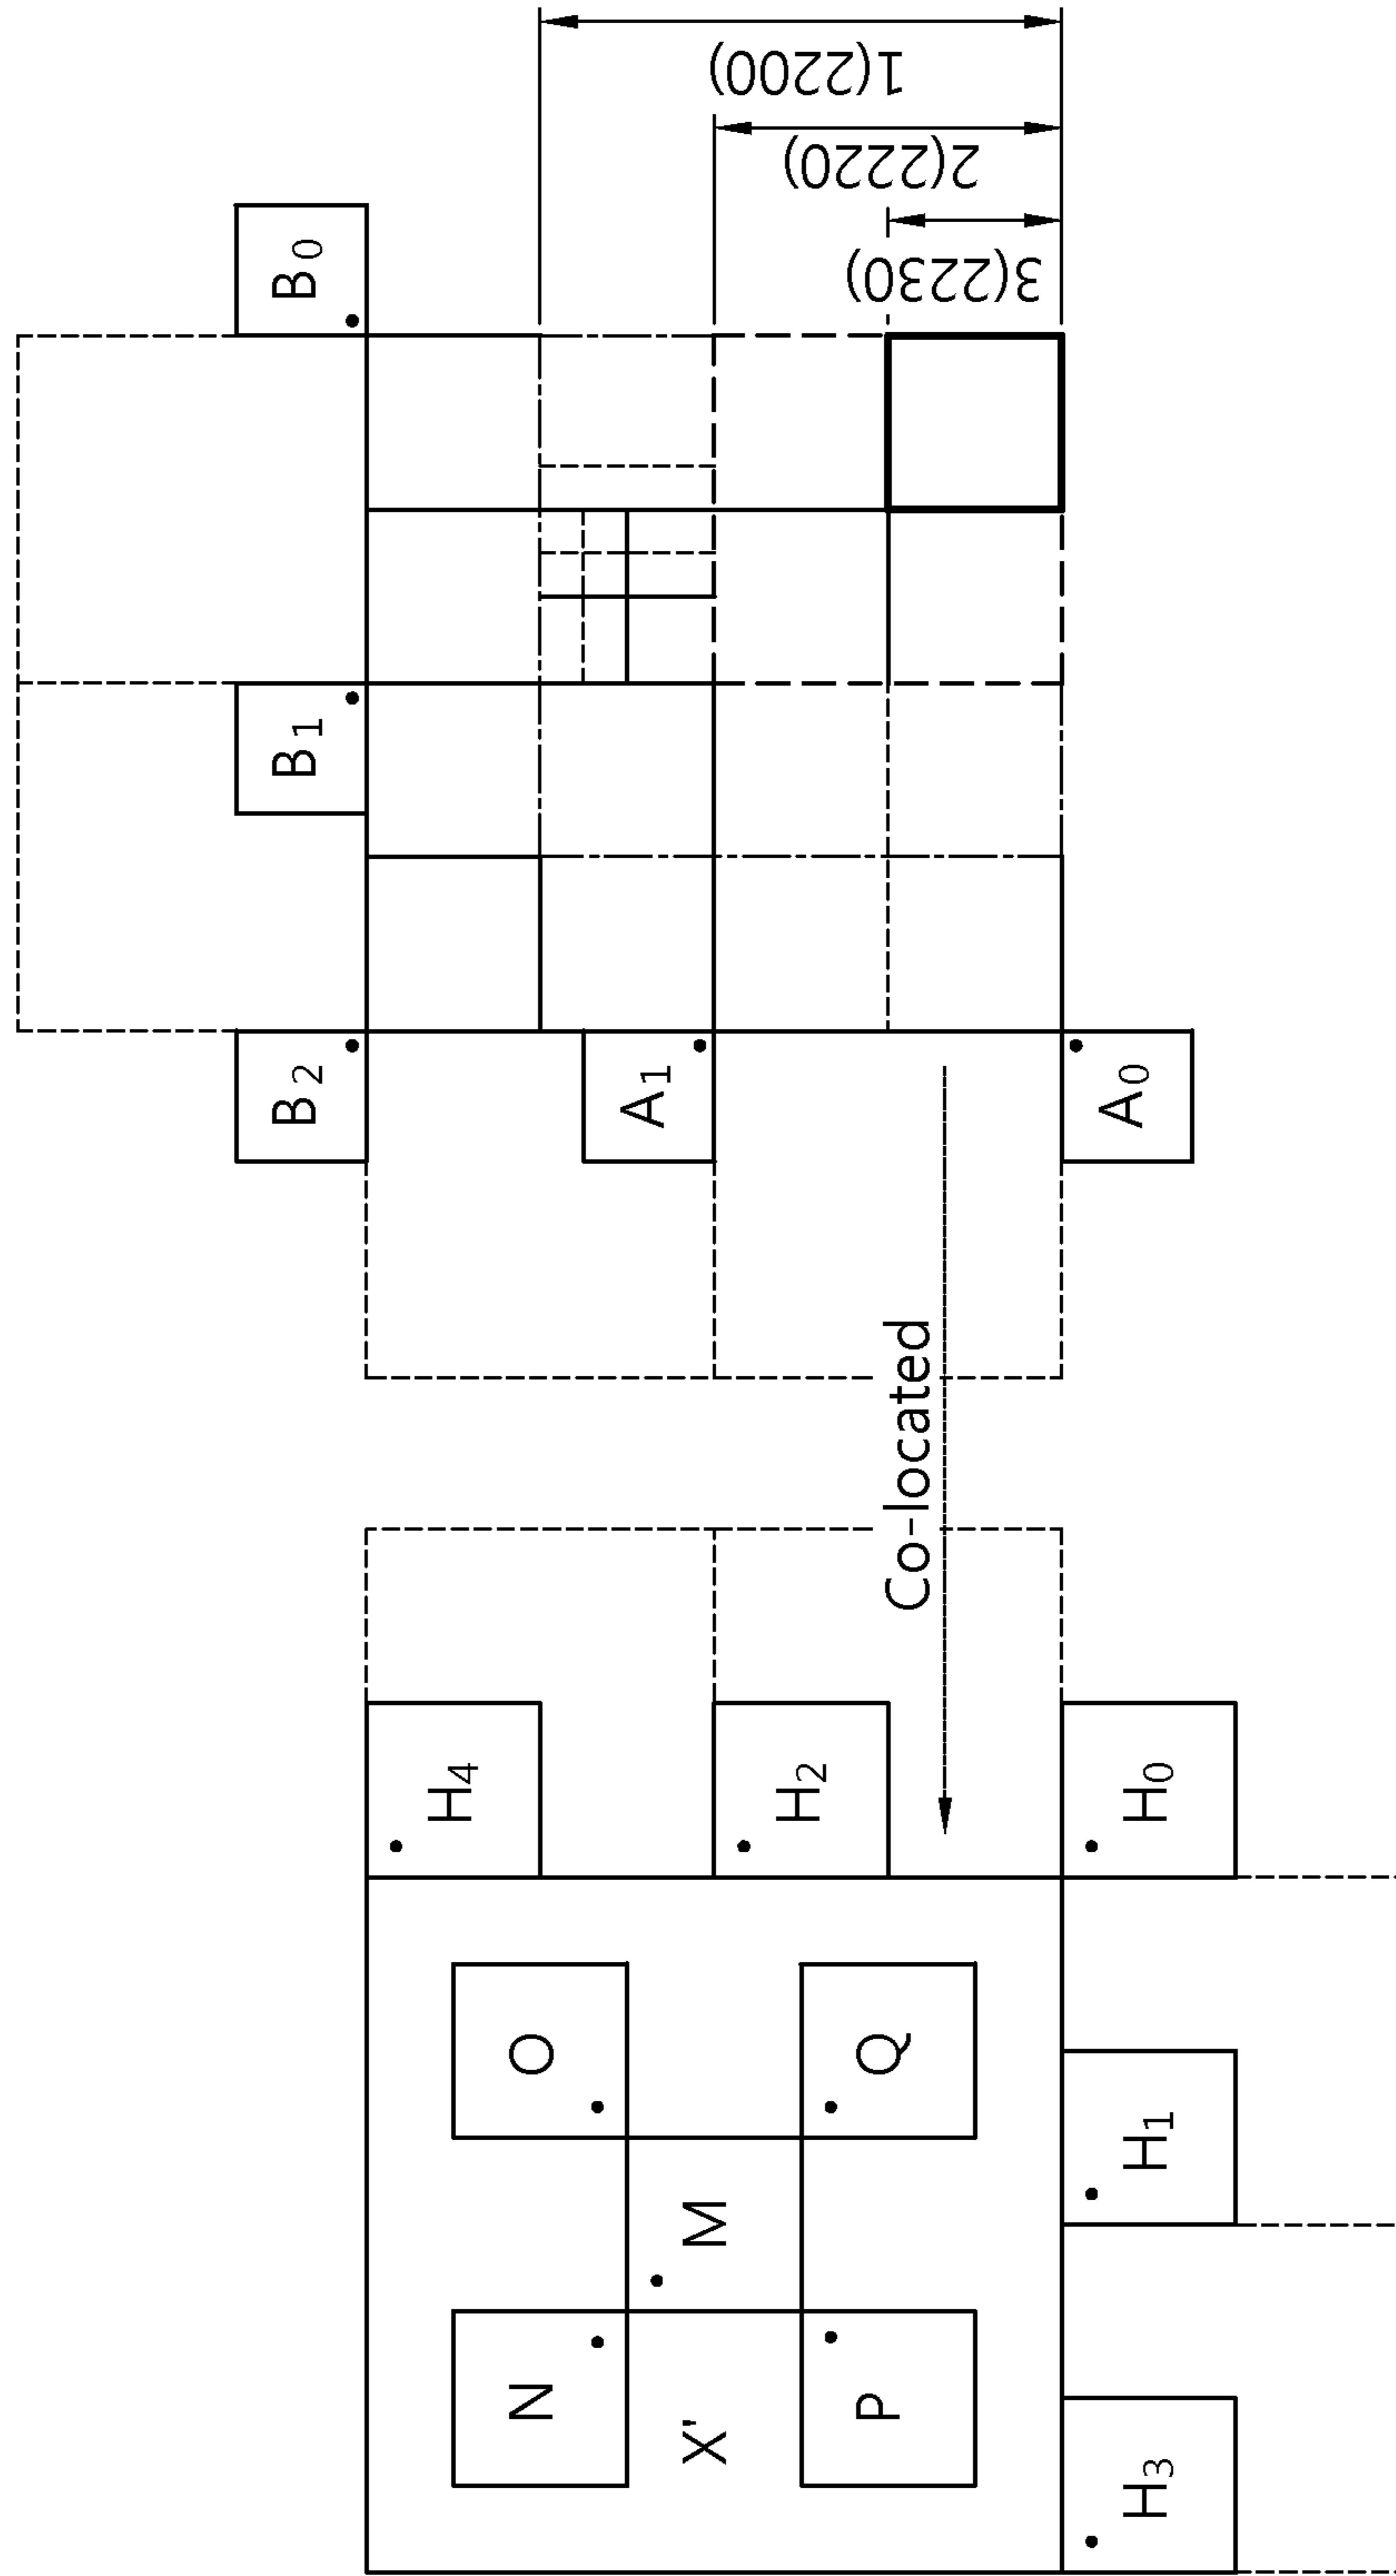 B2
B1
B0
A1
A0
1(2200)
2(2220)
3(2230)
Co-located
H4
H2
H0
H1
H3
N
O
M
X'
P
Q